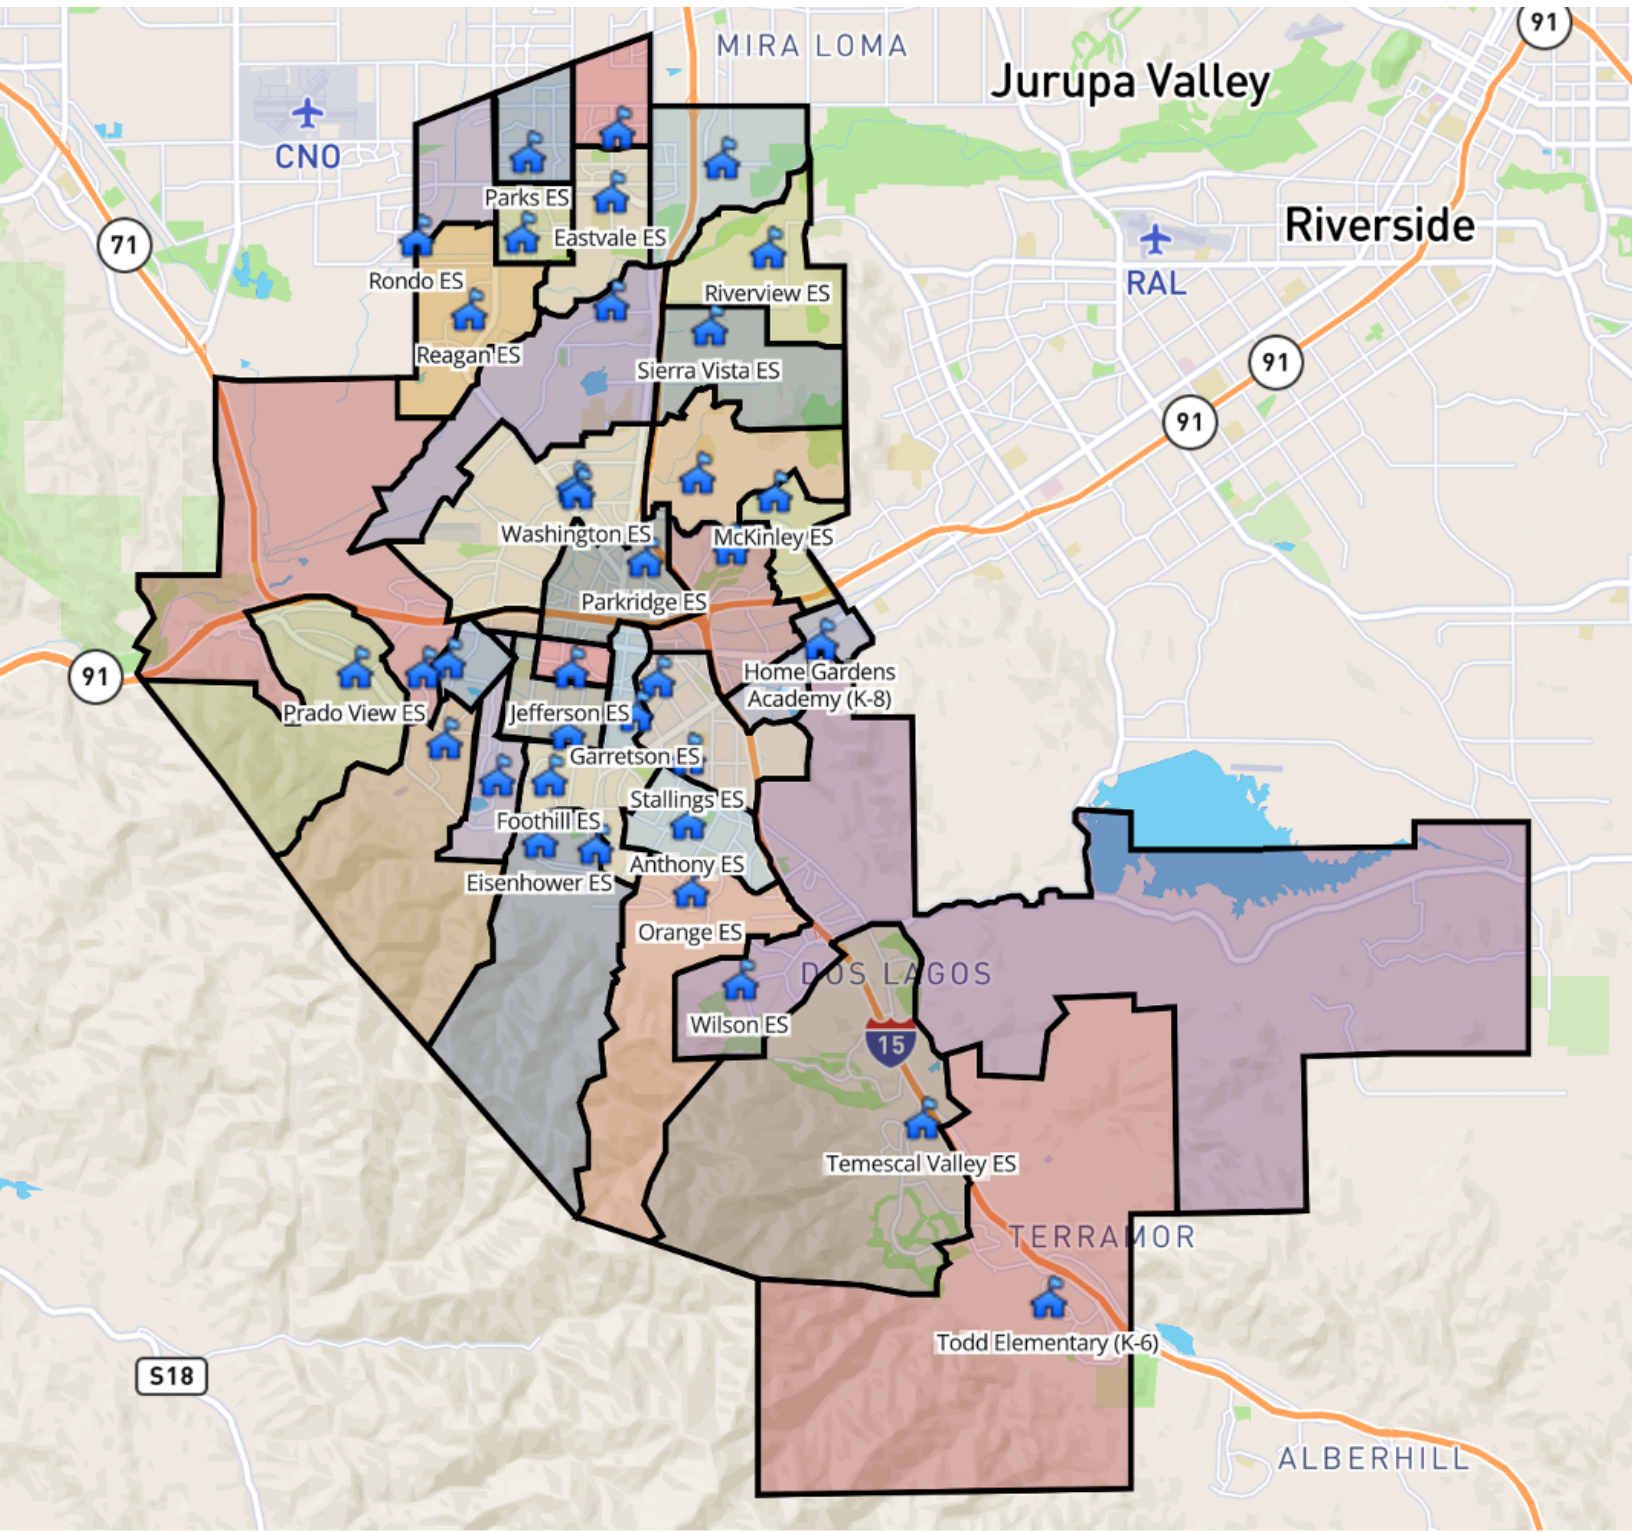 91
MIRA LOMA
Jurupa Valley
CNO
Parks ES
Riverside
71
Eastvale ES
Rondo ES
RAL
Riverview ES
Reagan ES
91
Sierra Vista ES
91
Washington ES
McKinley ES
Parkridge ES
91
Home Gardens
Academy (K-8)
Prado View ES
Jefferson ES
Garretson ES
Stallings ES
Foothill ES
Anthony ES
Eisenhower ES
Orange ES
DOS LAGOS
Wilson ES
15
Temescal Valley ES
TERRAMOR
Todd Elementary (K-6)
S18
ALBERHILL